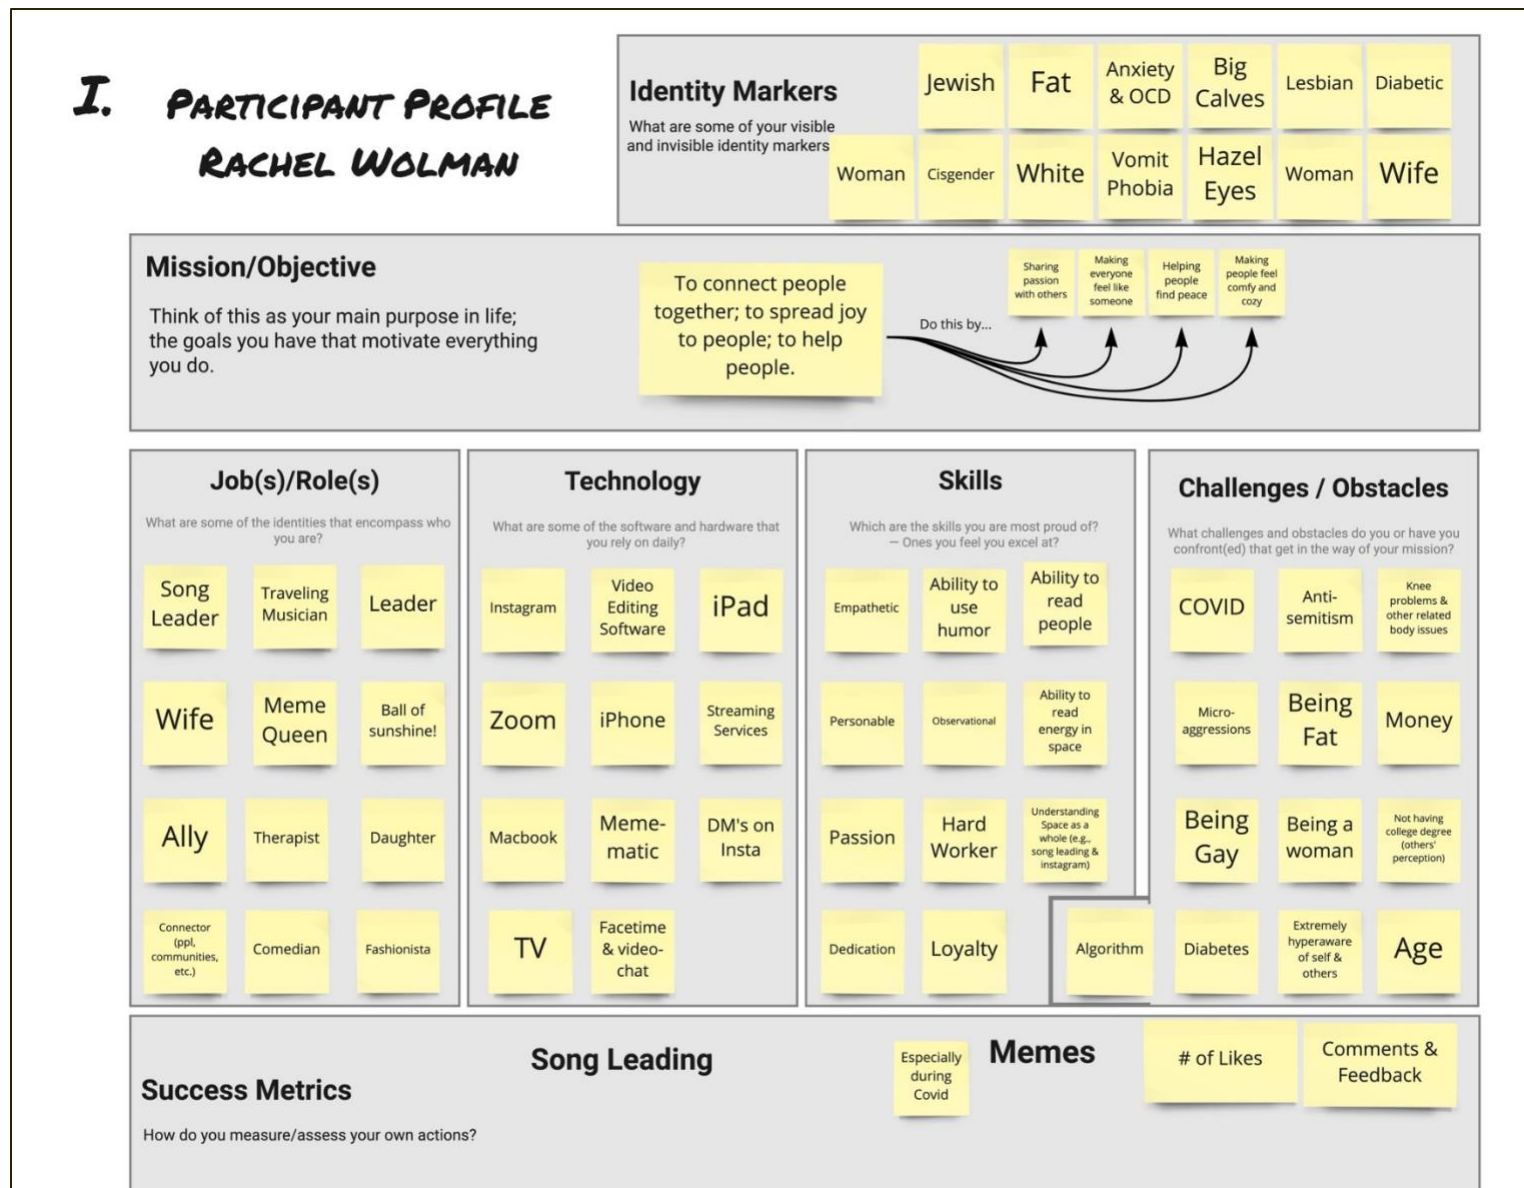 I. PARTICIPANT PROFILE
RACHEL WOLMAN
Identity Markers
What are some of your visible
and invisible identity markers
Jewish
Fat
Anxiety
& OCD
Big
Calves
Lesbian
Diabetic
Woman
Cisgender
White
Vomit
Phobia
Hazel
Eyes
Woman
Wife
Mission/Objective
Think of this as your main purpose in life;
the goals you have that motivate everything
you do.
To connect people
together; to spread joy
to people; to help
people.
Do this by...
Sharing
passion
with others
Making
everyone
feel like
someone
Helping
people
find peace
Making
people feel
comfy and
cozy
Job(s)/Role(s)
What are some of the identities that encompass who
you are?
Song
Leader
Traveling
Musician
Leader
Wife
Meme
Queen
Ball of
sunshine!
Ally
Therapist
Daughter
Connector
(ppl,
communities,
etc.)
Comedian
Fashionista
Technology
What are some of the software and hardware that
you rely on daily?
Instagram
Video
Editing
Software
iPad
Zoom
iPhone
Streaming
Services
Macbook
Meme-
matic
DM's on
Insta
TV
Facetime
& video-
chat
Skills
Which are the skills you are most proud of?
— Ones you feel you excel at?
Empathetic
Ability to
use
humor
Ability to
read
people
Personable
Observational
Ability to
read
energy in
space
Passion
Hard
Worker
Understanding
Space as a
whole (e.g.,
song leading &
instagram)
Dedication
Loyalty
Challenges / Obstacles
What challenges and obstacles do you or have you
confront(ed) that get in the way of your mission?
COVID
Anti-
semitism
Knee
problems &
other related
body issues
Micro-
aggressions
Being
Fat
Money
Being
Gay
Being a
woman
Not having
college degree
(others'
perception)
Algorithm
Diabetes
Extremely
hyperaware
of self &
others
Age
Success Metrics
How do you measure/assess your own actions?
Song Leading
Especially
during
Covid
Memes
# of Likes
Comments &
Feedback